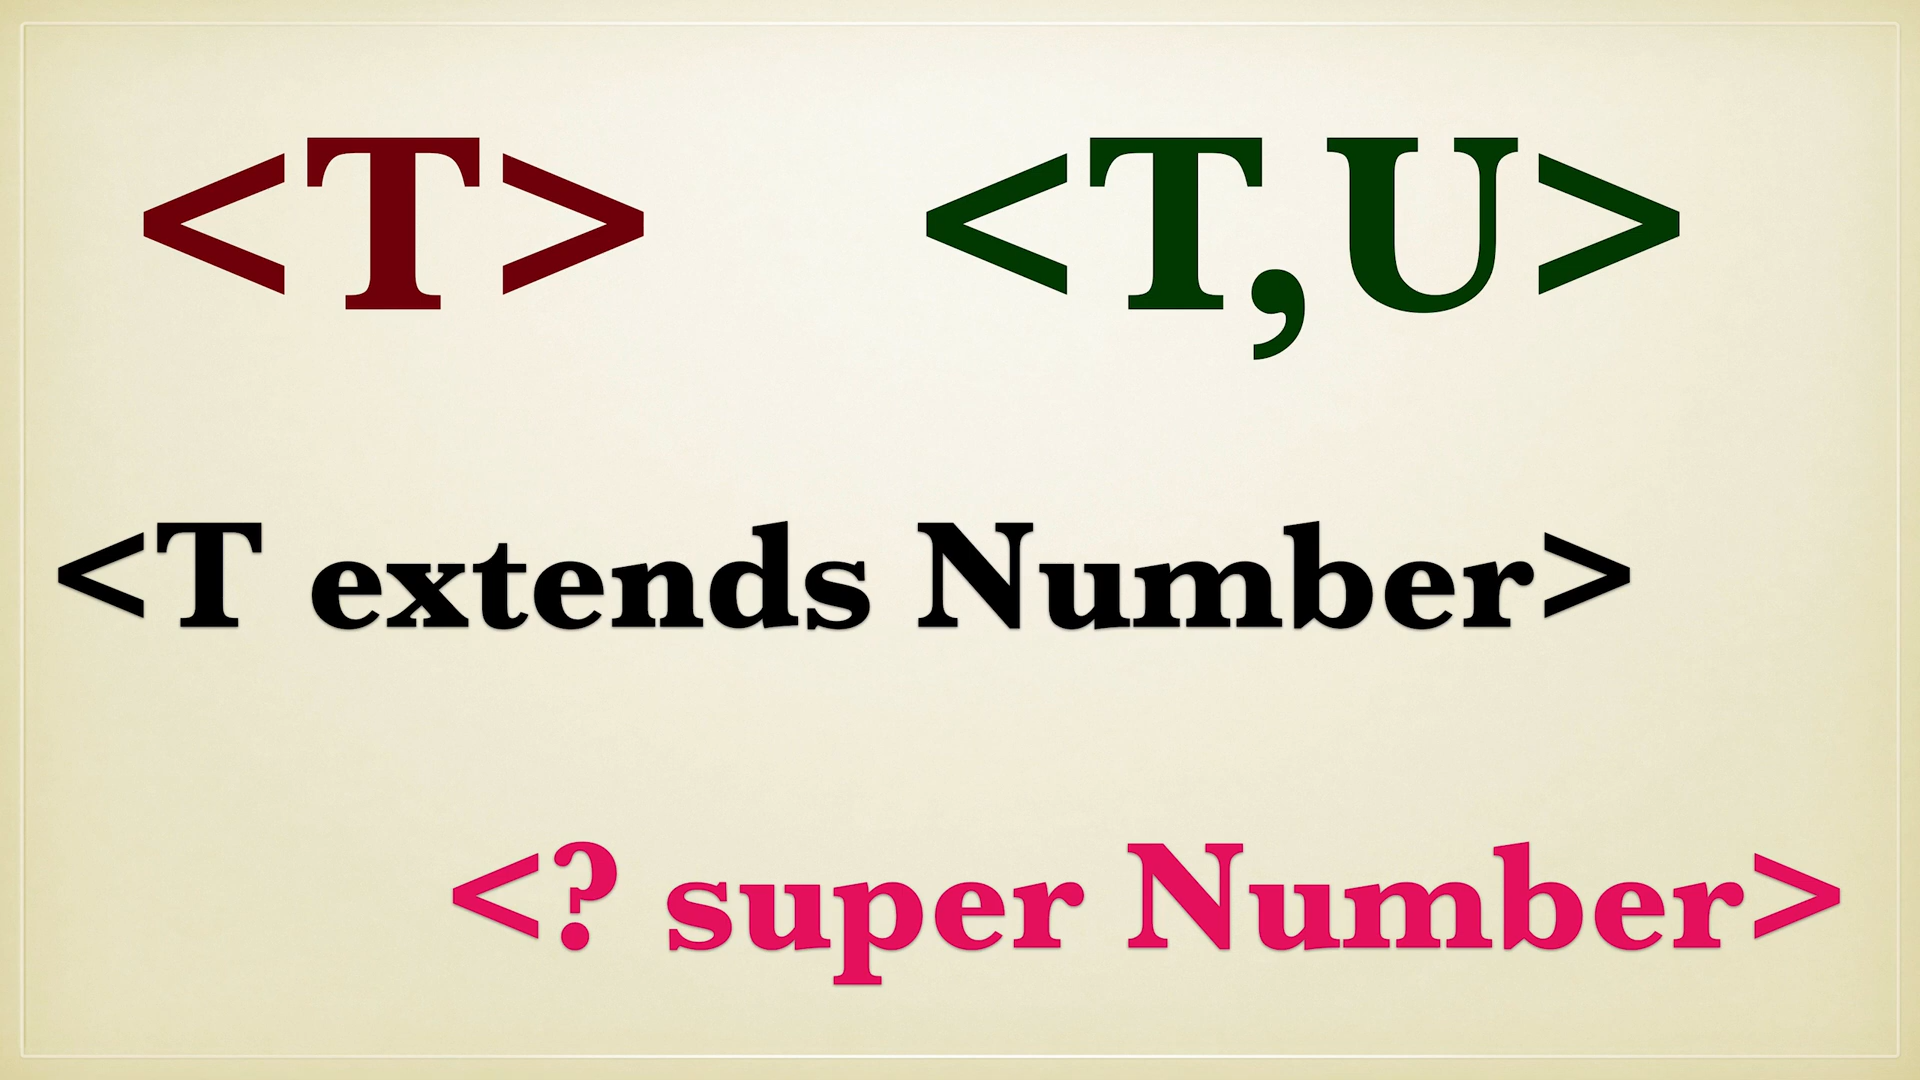 <T> <T,U>
<T extends Number>
<? super Number>